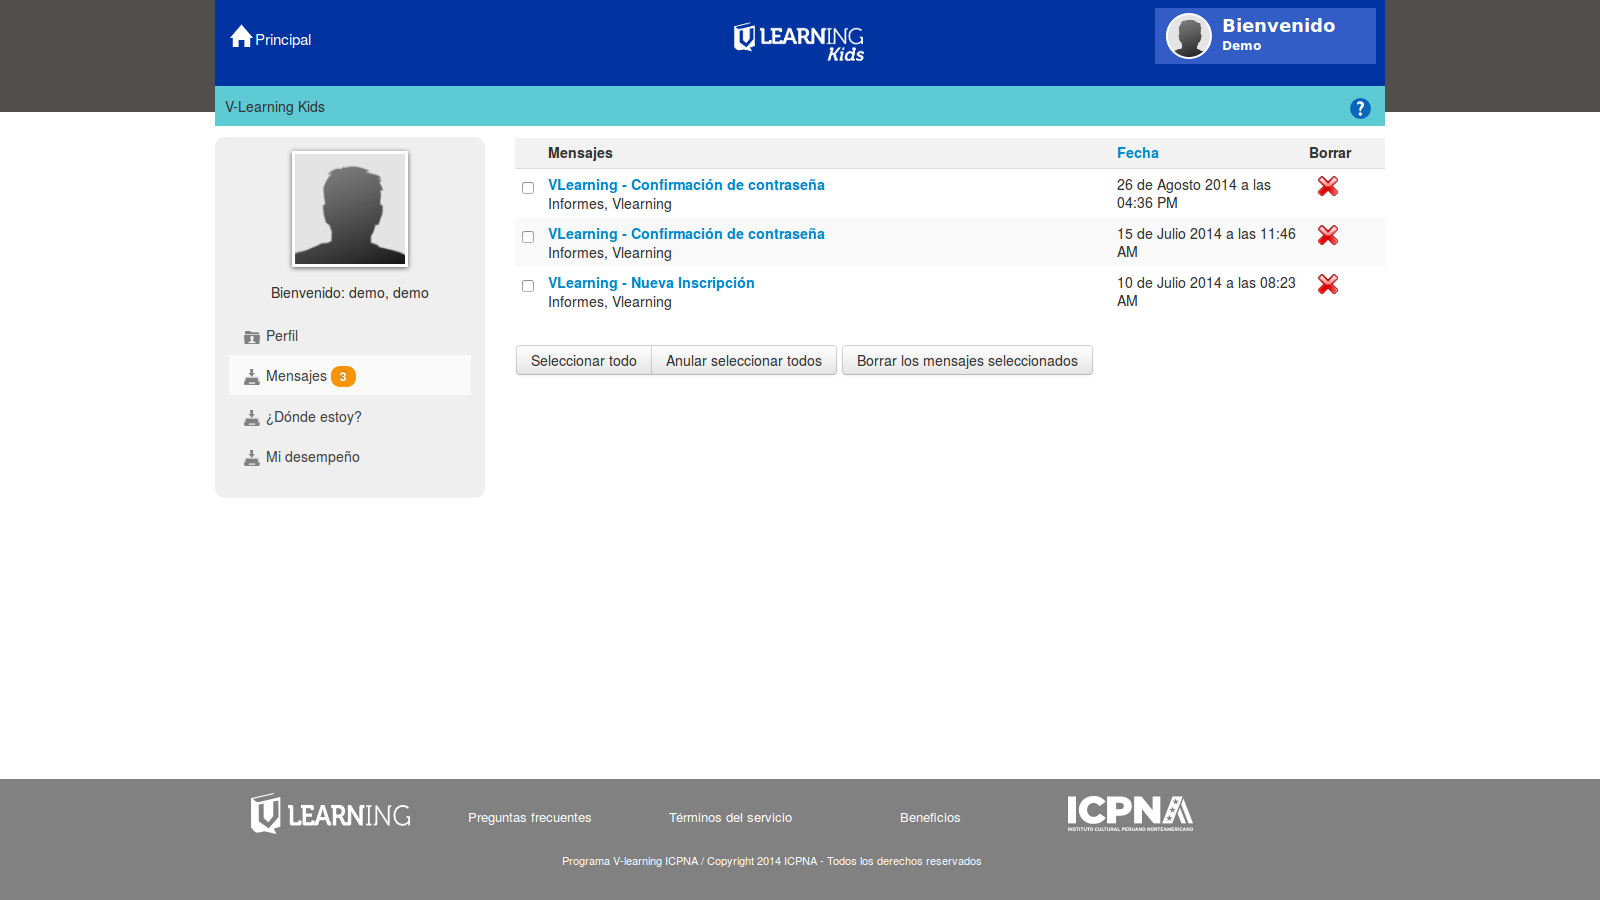 Principal
LEARNING
Kids
Bienvenido
Demo
V-Learning Kids
?
Bienvenido: demo, demo
Perfil
Mensajes 3
¿Dónde estoy?
Mi desempeño
Mensajes Fecha Borrar
VLearning - Confirmación de contraseña
Informes, Vlearning
26 de Agosto 2014 a las
04:36 PM
VLearning - Confirmación de contraseña
Informes, Vlearning
15 de Julio 2014 a las 11:46
AM
VLearning - Nueva Inscripción
Informes, Vlearning
10 de Julio 2014 a las 08:23
AM
Seleccionar todo Anular seleccionar todos Borrar los mensajes seleccionados
LEARNING
Preguntas frecuentes
Términos del servicio
Beneficios
ICPNA
INSTITUTO CULTURAL PERUANO NORTEAMERICANO
Programa V-learning ICPNA / Copyright 2014 ICPNA - Todos los derechos reservados